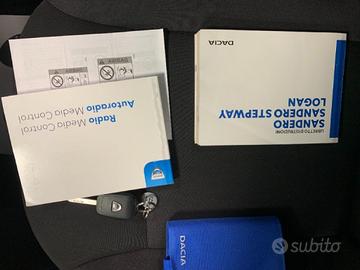 DACIA
LIBRETTO D'ISTRUZIONI
SANDERO
SANDERO STEPWAY
LOGAN
Radio Media Control
Autoradio Media Control
DACIA
subito